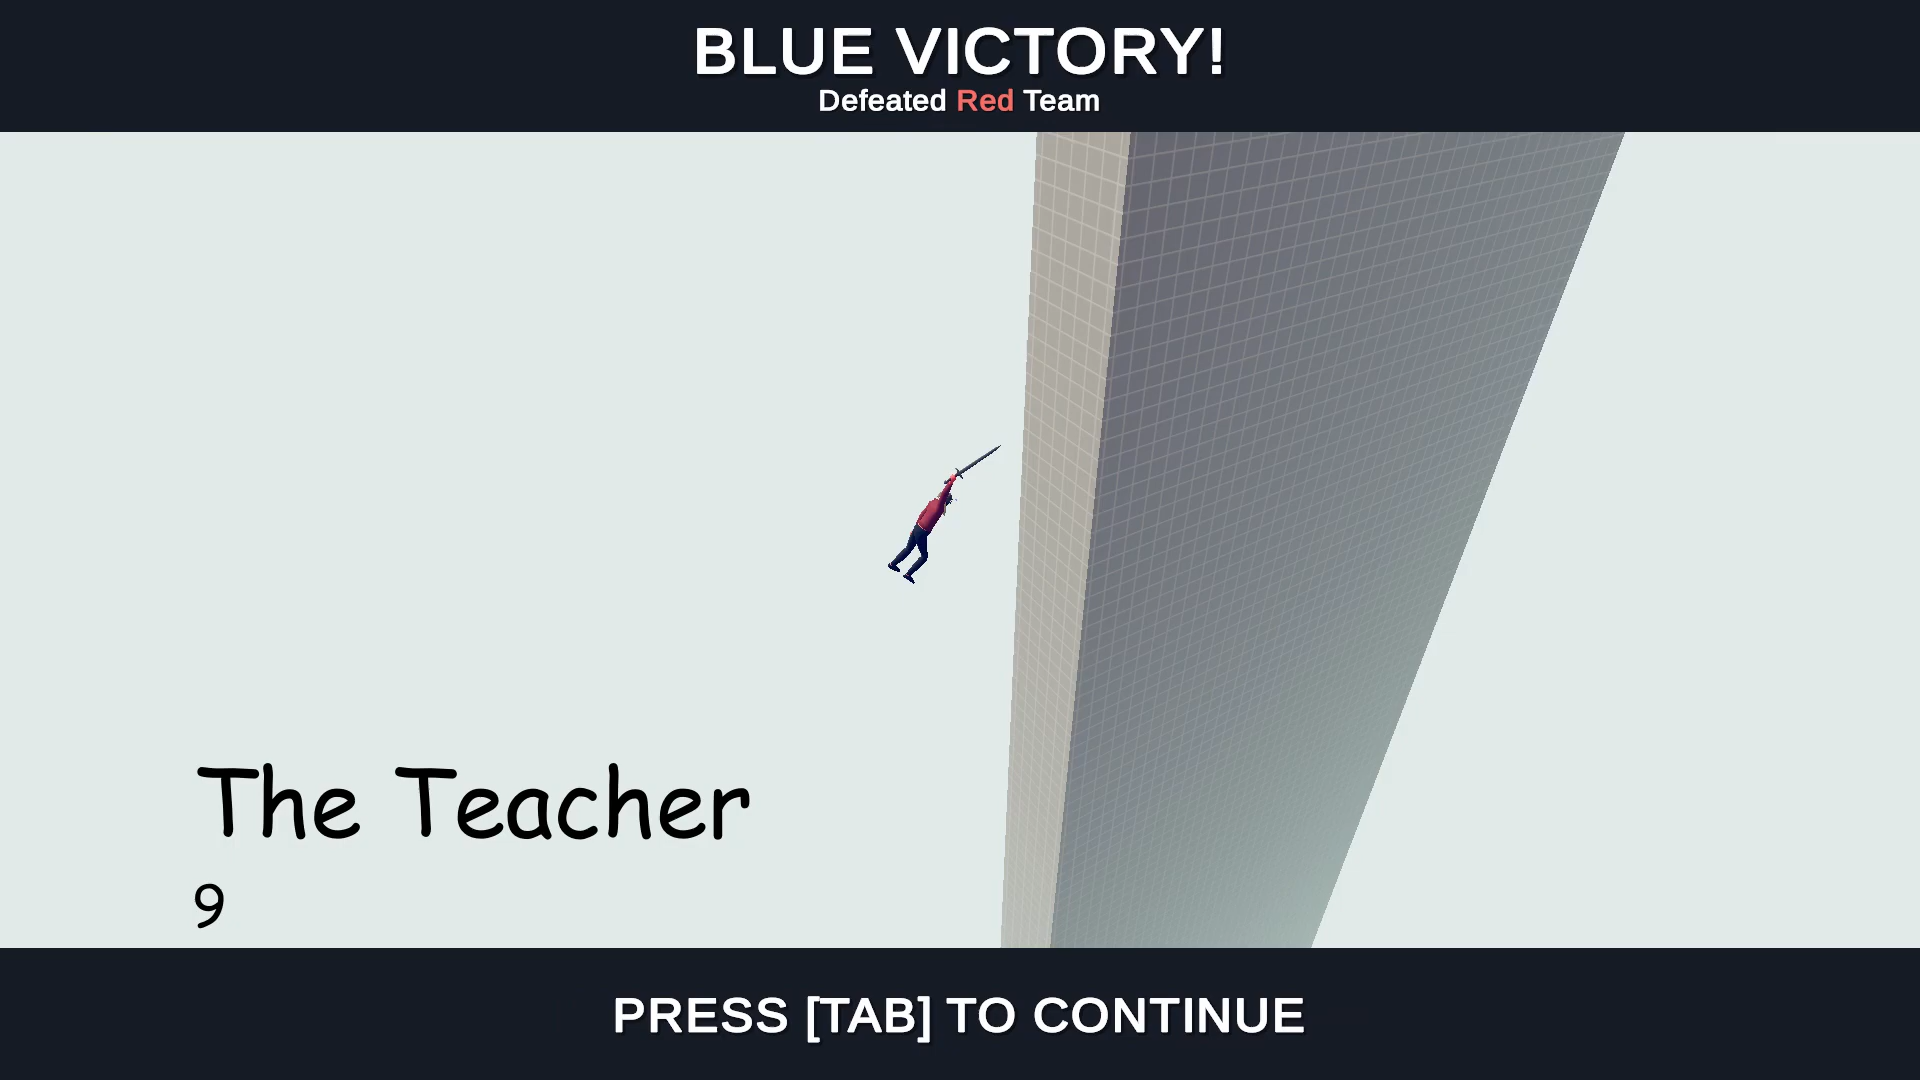 BLUE VICTORY!
Defeated Red Team
The Teacher
9
PRESS [TAB] TO CONTINUE